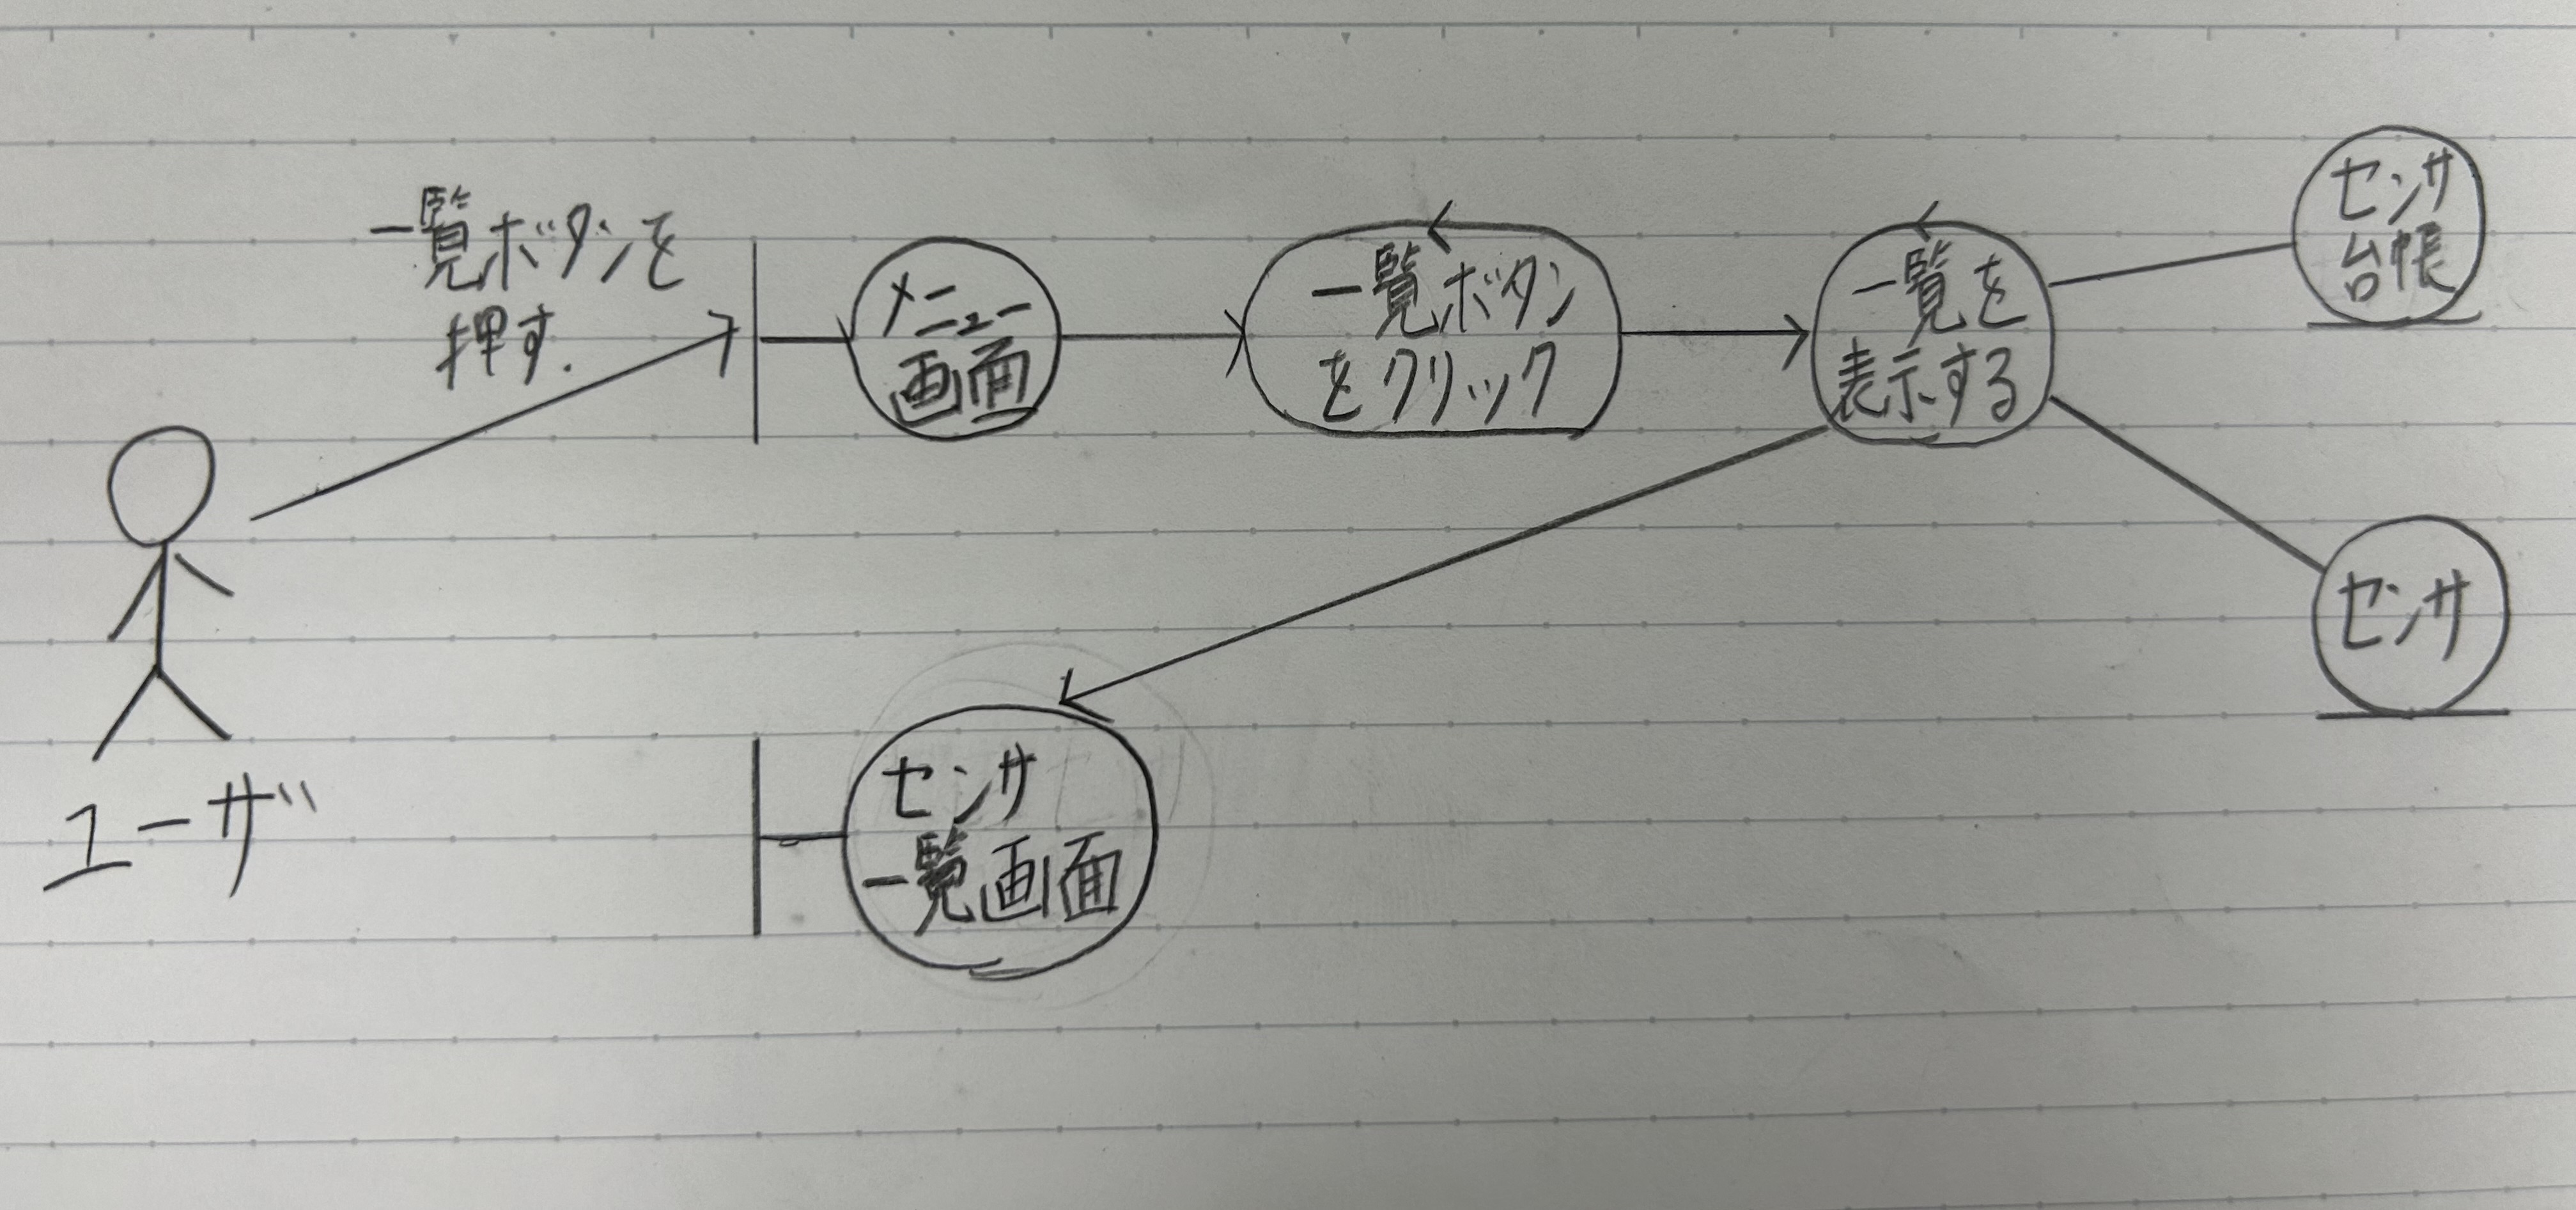 一覧ボタンを
押す.
メニュー
画面
一覧ボタン
をクリック
一覧を
表示する
センサ
台帳
センサ
ユーザ
センサ
一覧画面